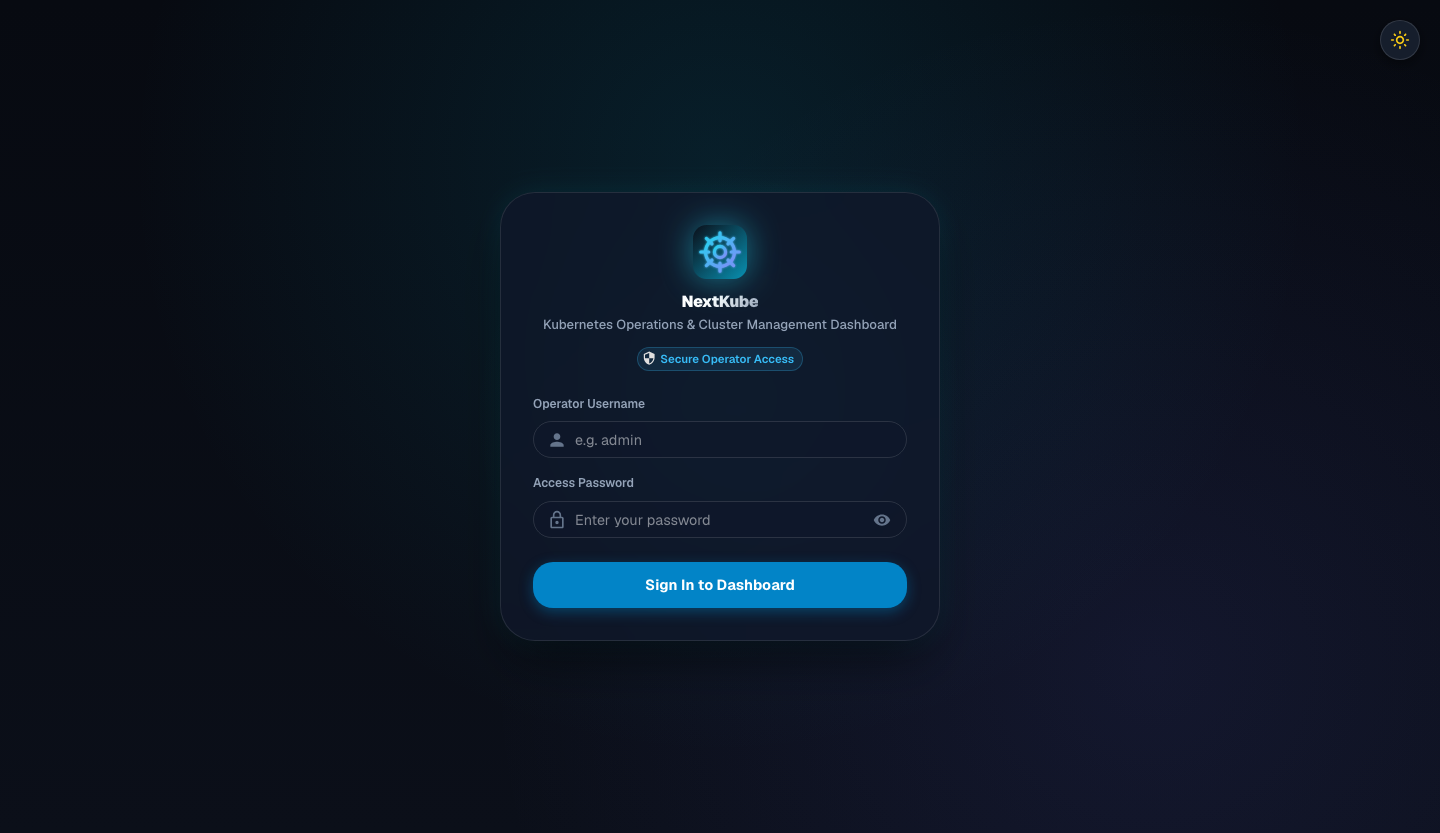 NextKube
Kubernetes Operations & Cluster Management Dashboard
Secure Operator Access
Operator Username
e.g. admin
Access Password
Enter your password
Sign In to Dashboard